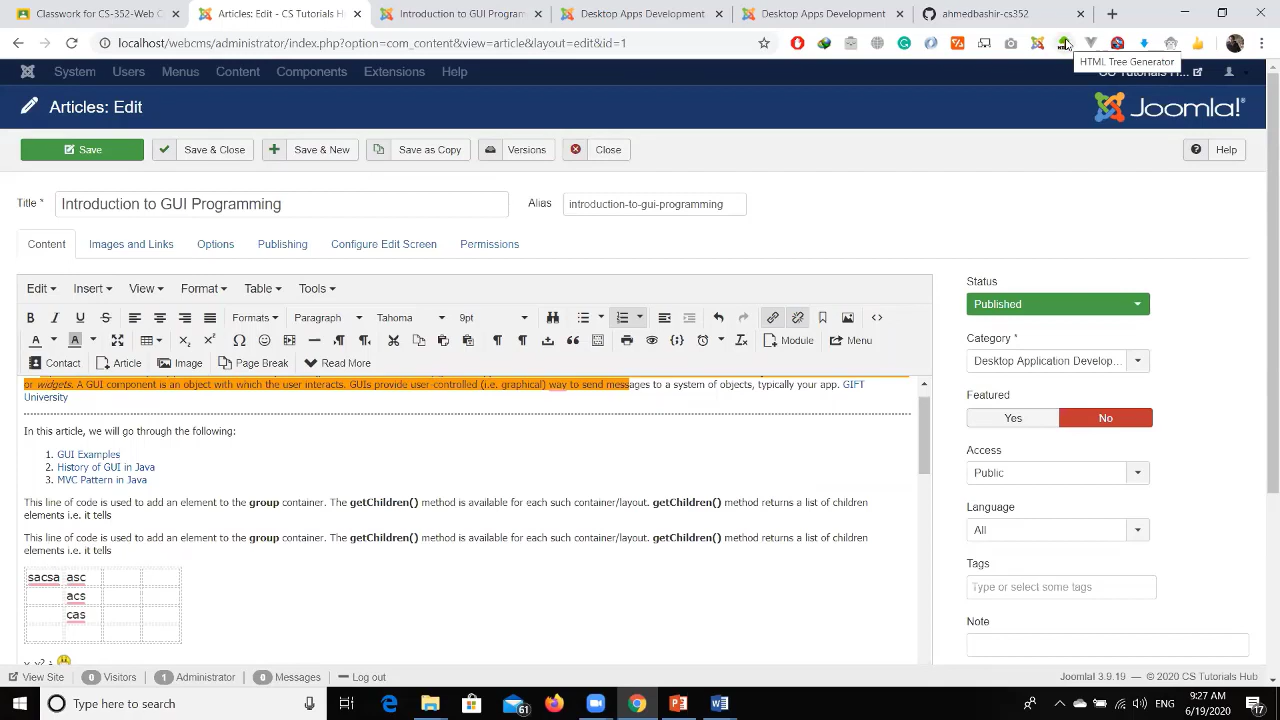 Classwork for CS-352-Web C
Articles: Edit - CS Tutorials H
Introduction to GUI Program
Desktop Apps Development
Desktop Apps Development
ahmedbashir-cs352
localhost/webcs/administrator/index.php?option=com_content&view=article&layout=edit&id=1
HTML Tree Generator
System Users Menus Content Components Extensions Help
CS Tutorials H...
Articles: Edit
Joomla!®
Save
Save & Close
Save & New
Save as Copy
Versions
Close
Help
Title *
Introduction to GUI Programming
Alias
introduction-to-gui-programming
Content
Images and Links
Options
Publishing
Configure Edit Screen
Permissions
Edit Insert View Format Table Tools
Formats Paragraph Tahoma 9pt
Module
Menu
Contact
Article
Image
Page Break
Read More
or widgets. A GUI component is an object with which the user interacts. GUIs provide user-controlled (i.e. graphical) way to send messages to a system of objects, typically your app. GIFT
University
In this article, we will go through the following:
1. GUI Examples
2. History of GUI in Java
3. MVC Pattern in Java
This line of code is used to add an element to the group container. The getChildren() method is available for each such container/layout. getChildren() method returns a list of children
elements i.e. it tells
This line of code is used to add an element to the group container. The getChildren() method is available for each such container/layout. getChildren() method returns a list of children
elements i.e. it tells
sacsa asc
acs
cas
Status
Published
Category *
Desktop Application Develop...
Featured
Yes
No
Access
Public
Language
All
Tags
Type or select some tags
Note
View Site
0 Visitors
1 Administrator
0 Messages
Log out
Joomla 3.9.19 — © 2020 CS Tutorials Hub
Type here to search
61
ENG
9:27 AM
6/19/2020
7